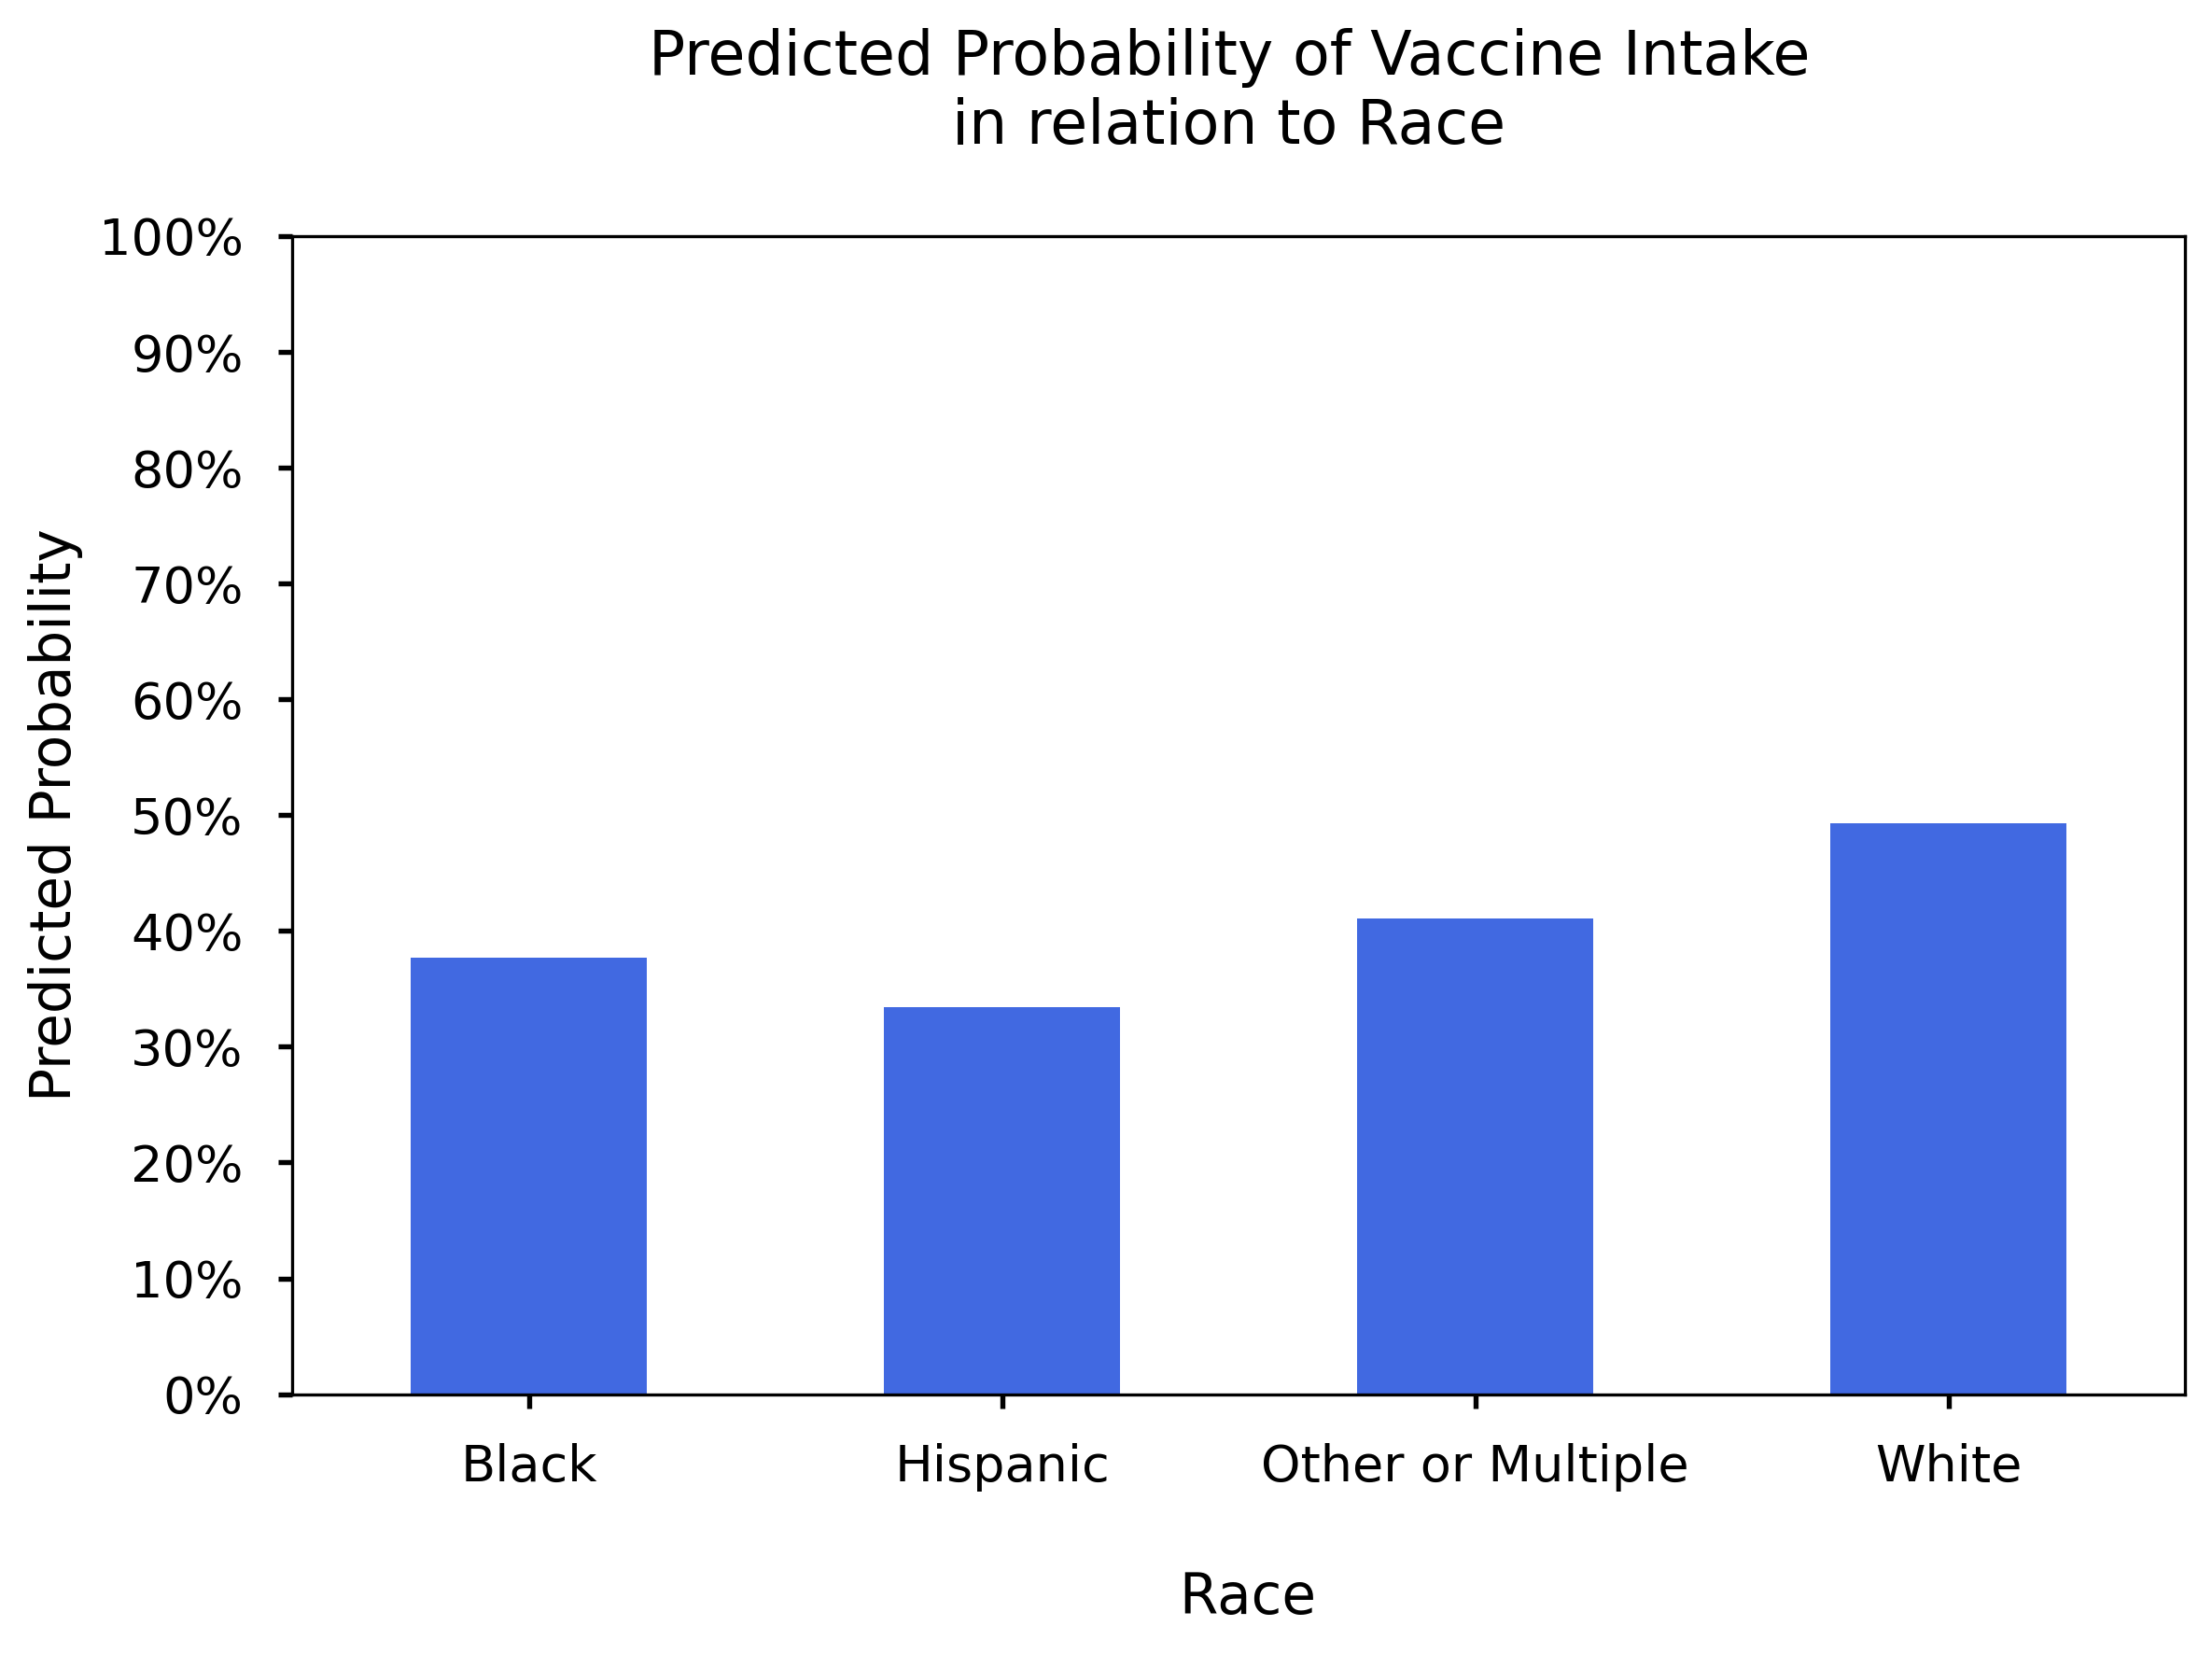 Predicted Probability of Vaccine Intake
in relation to Race
100%
90%
80%
70%
60%
50%
40%
30%
20%
10%
0%
Predicted Probability
Black
Hispanic
Other or Multiple
White
Race